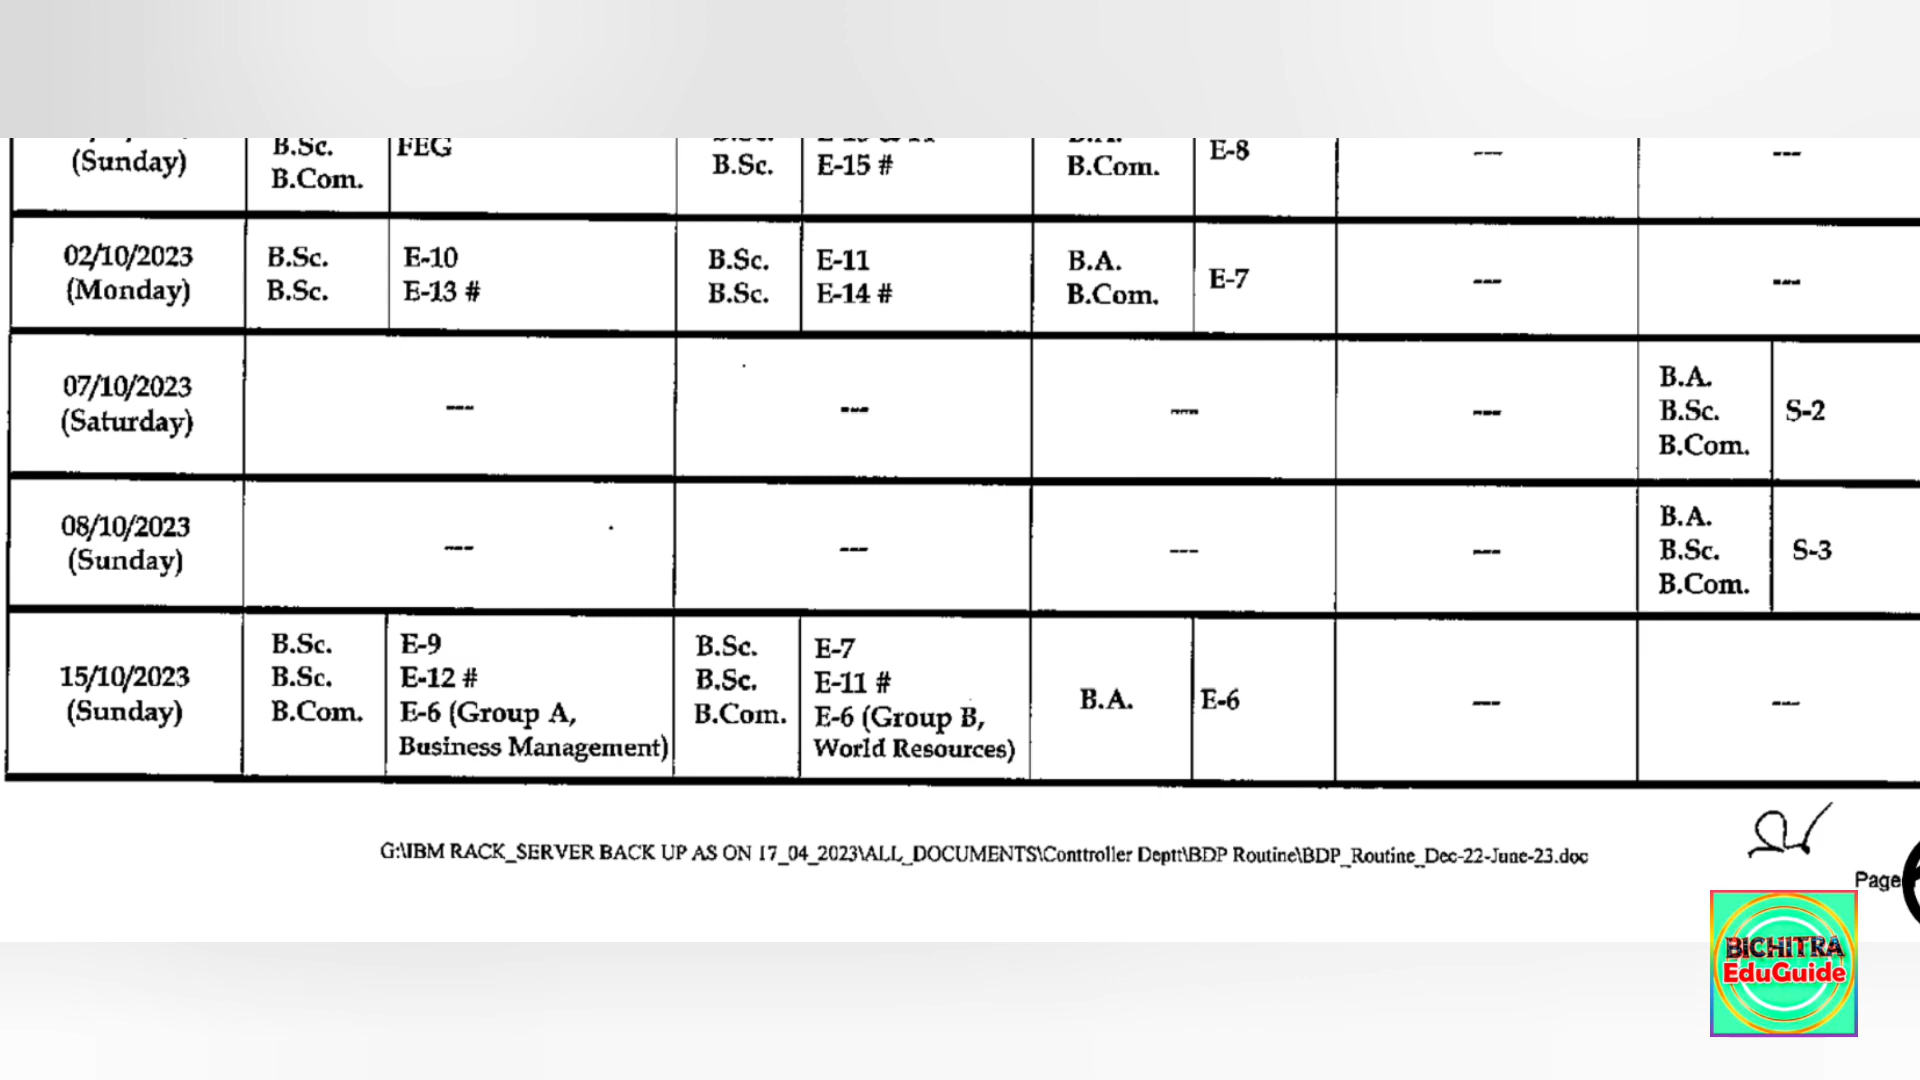 (Sunday)
B.Sc.
B.Com.
FEG
B.Sc.
E-15 #
B.Com.
E-8
---
---
02/10/2023
(Monday)
B.Sc.
B.Sc.
E-10
E-13 #
B.Sc.
B.Sc.
E-11
E-14 #
B.A.
B.Com.
E-7
---
---
07/10/2023
(Saturday)
---
---
---
---
B.A.
B.Sc.
B.Com.
S-2
08/10/2023
(Sunday)
---
---
---
---
B.A.
B.Sc.
B.Com.
S-3
15/10/2023
(Sunday)
B.Sc.
B.Sc.
B.Com.
E-9
E-12 #
E-6 (Group A,
Business Management)
B.Sc.
B.Sc.
B.Com.
E-7
E-11 #
E-6 (Group B,
World Resources)
B.A.
E-6
---
---
G:\IBM RACK_SERVER BACK UP AS ON 17_04_2023\ALL_DOCUMENTS\Conttroller Deptt\BDP Routine\BDP_Routine_Dec-22-June-23.doc
Page
BICHITRA
EduGuide